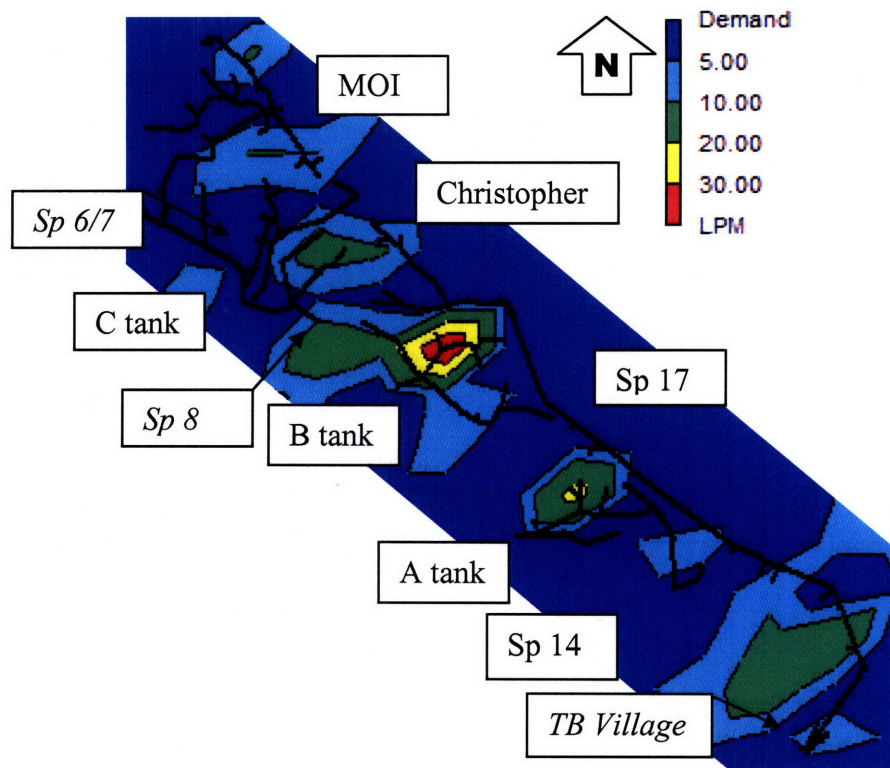 Demand
5.00
10.00
20.00
30.00
LPM
N
MOI
Christopher
Sp 6/7
C tank
Sp 17
Sp 8
B tank
A tank
Sp 14
TB Village